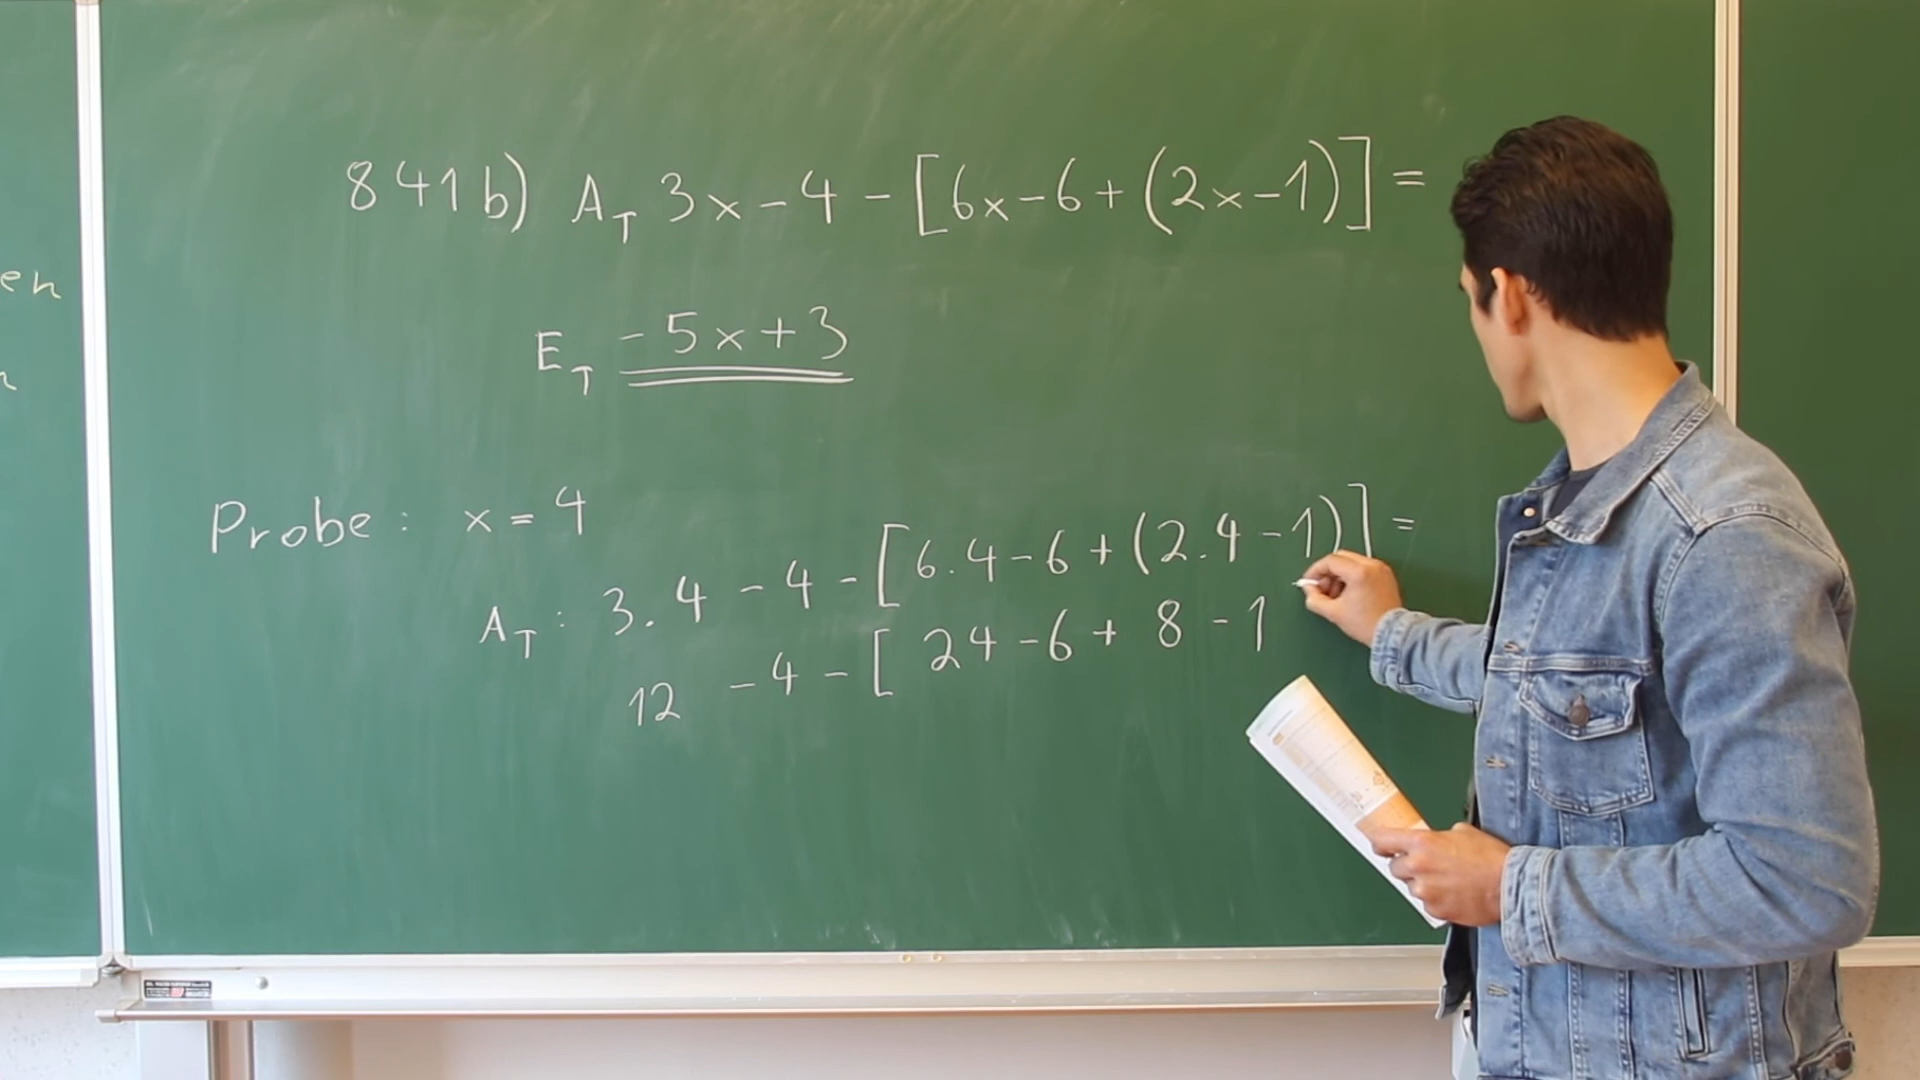 841b) A_T 3x-4-[6x-6+(2x-1)]=
en
E_T -5x+3
Probe: x=4
A_T: 3.4-4-[6.4-6+(2.4-1)]=
12 -4-[24-6+8-1